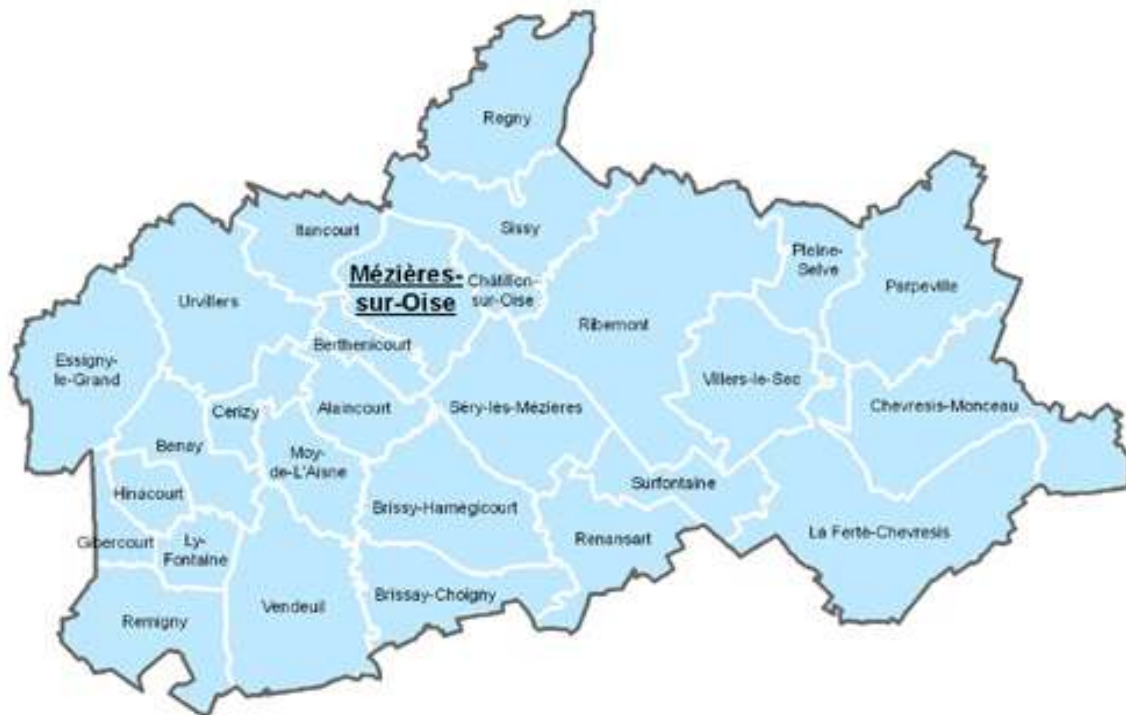 Regny
Sissy
Itancourt
Pleine-
Selve
Mézières-
sur-Oise
Châtillon-
sur-Oise
Parpeville
Urvillers
Ribemont
Berthenicourt
Essigny-
le-Grand
Villers-le-Sec
Cerizy
Alaincourt
Séry-les-Mézières
Chevresis-Monceau
Benay
Moy-
de-L'Aisne
Surfontaine
Hinacourt
Brissy-Hamégicourt
La Ferté-Chevresis
Renansart
Gibercourt
Ly-
Fontaine
Brissay-Choigny
Vendeuil
Remigny